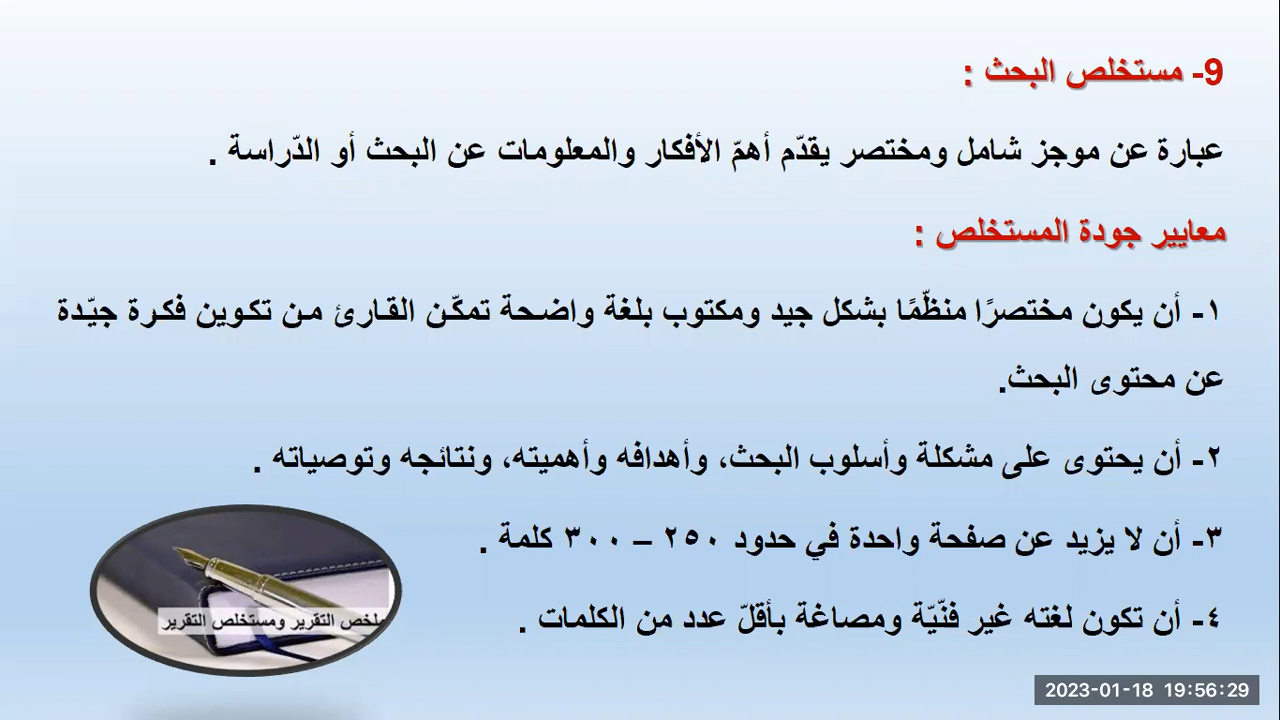 9- مستخلص البحث :
عبارة عن موجز شامل ومختصر يقدّم أهمّ الأفكار والمعلومات عن البحث أو الدّراسة .
معايير جودة المستخلص :
١- أن يكون مختصرًا منظّمًا بشكل جيد ومكتوب بلغة واضحة تمكّن القارئ من تكوين فكرة جيّدة
عن محتوى البحث.
٢- أن يحتوى على مشكلة وأسلوب البحث، وأهدافه وأهميته، ونتائجه وتوصياته .
٣- أن لا يزيد عن صفحة واحدة في حدود ٢٥٠ – ٣٠٠ كلمة .
٤- أن تكون لغته غير فنّيّة ومصاغة بأقلّ عدد من الكلمات .
ملخص التقرير ومستخلص التقرير
2023-01-18 19:56:29